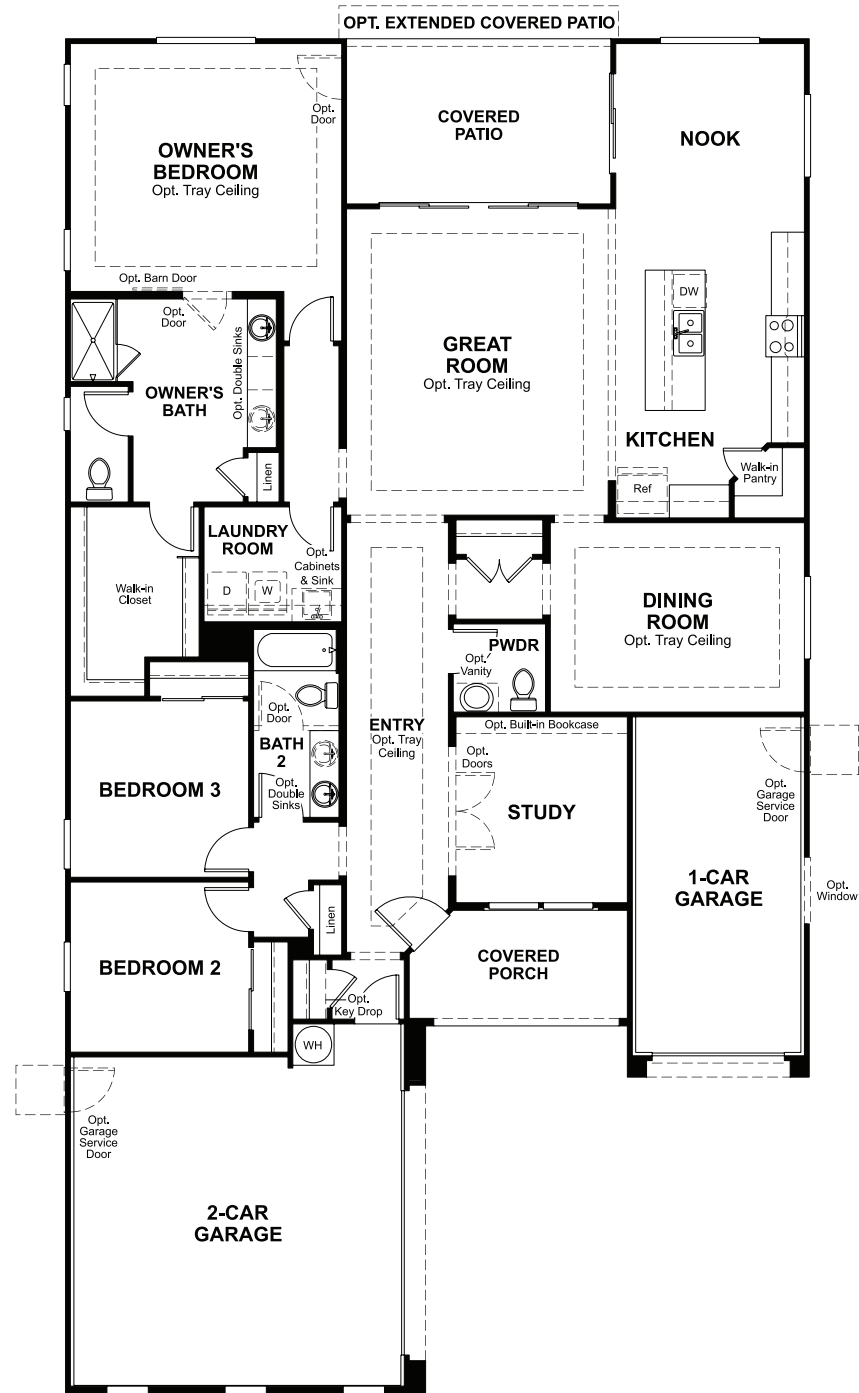 OPT. EXTENDED COVERED PATIO
Opt.
Door
COVERED
PATIO
NOOK
OWNER'S
BEDROOM
Opt. Tray Ceiling
Opt. Barn Door
Opt.
Door
Opt. Double Sinks
OWNER'S
BATH
Linen
GREAT
ROOM
Opt. Tray Ceiling
DW
KITCHEN
Ref
Walk-in
Pantry
LAUNDRY
ROOM
Opt.
Cabinets
& Sink
D
W
Walk-in
Closet
DINING
ROOM
Opt. Tray Ceiling
PWDR
Opt.
Vanity
Opt.
Door
BATH
2
Opt.
Double
Sinks
ENTRY
Opt. Tray
Ceiling
Opt. Built-in Bookcase
Opt.
Doors
STUDY
BEDROOM 3
Opt.
Garage
Service
Door
1-CAR
GARAGE
Opt.
Window
Linen
BEDROOM 2
COVERED
PORCH
Opt.
Key Drop
WH
Opt.
Garage
Service
Door
2-CAR
GARAGE